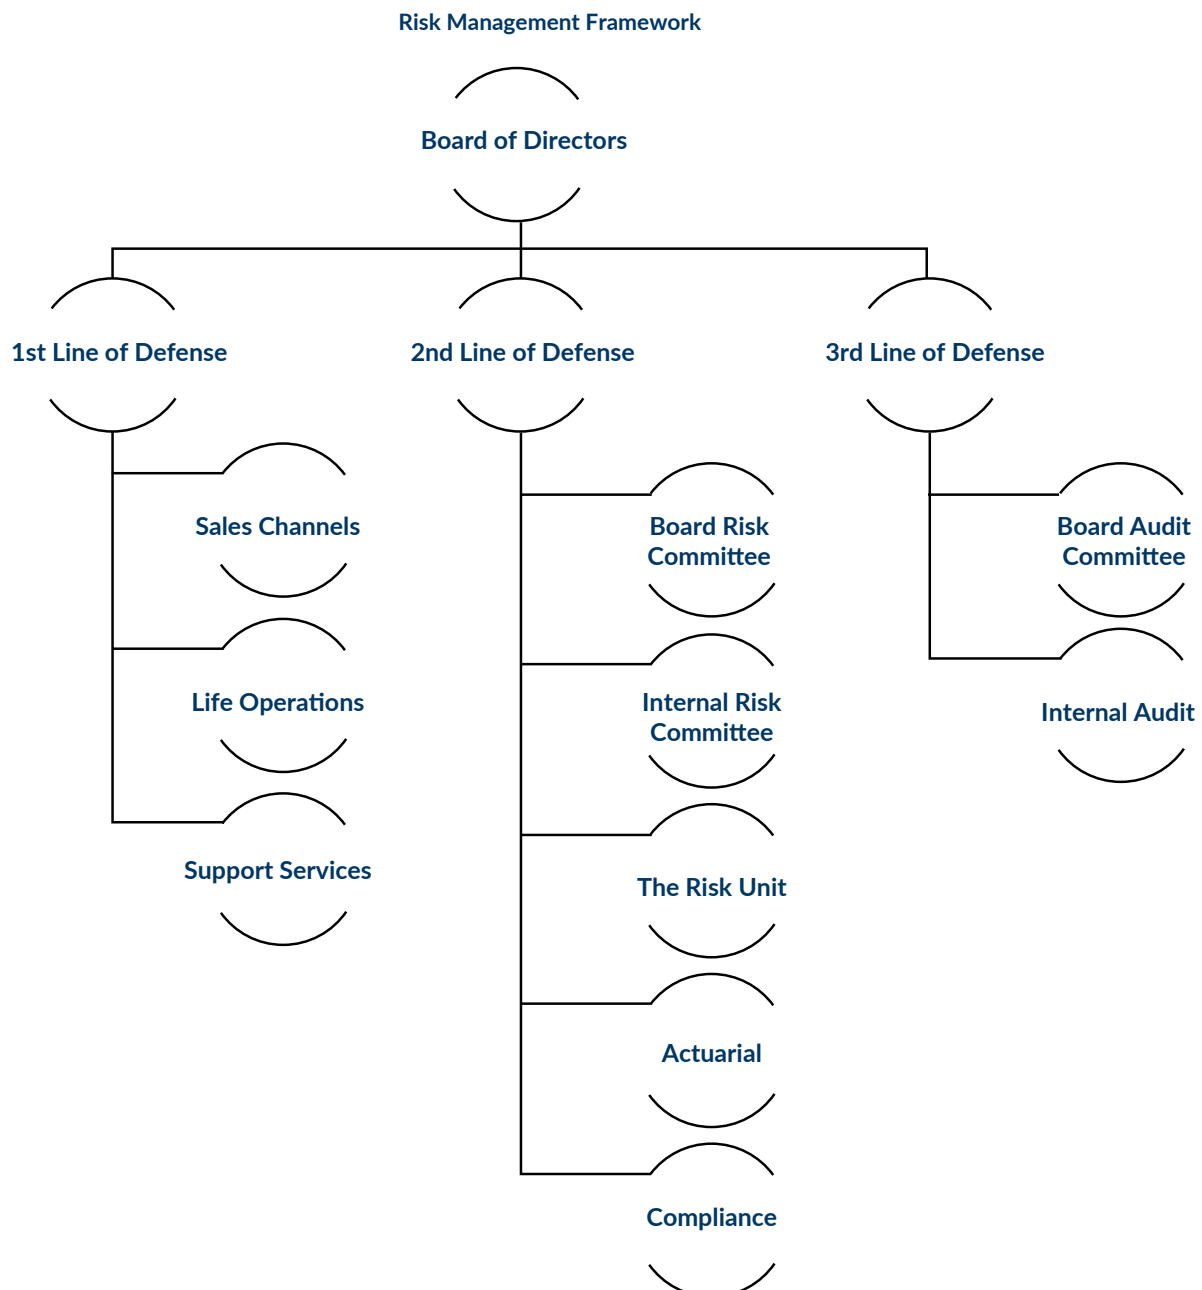 Risk Management Framework
Board of Directors
1st Line of Defense
2nd Line of Defense
3rd Line of Defense
Sales Channels
Life Operations
Support Services
Board Risk
Committee
Internal Risk
Committee
The Risk Unit
Actuarial
Compliance
Board Audit
Committee
Internal Audit